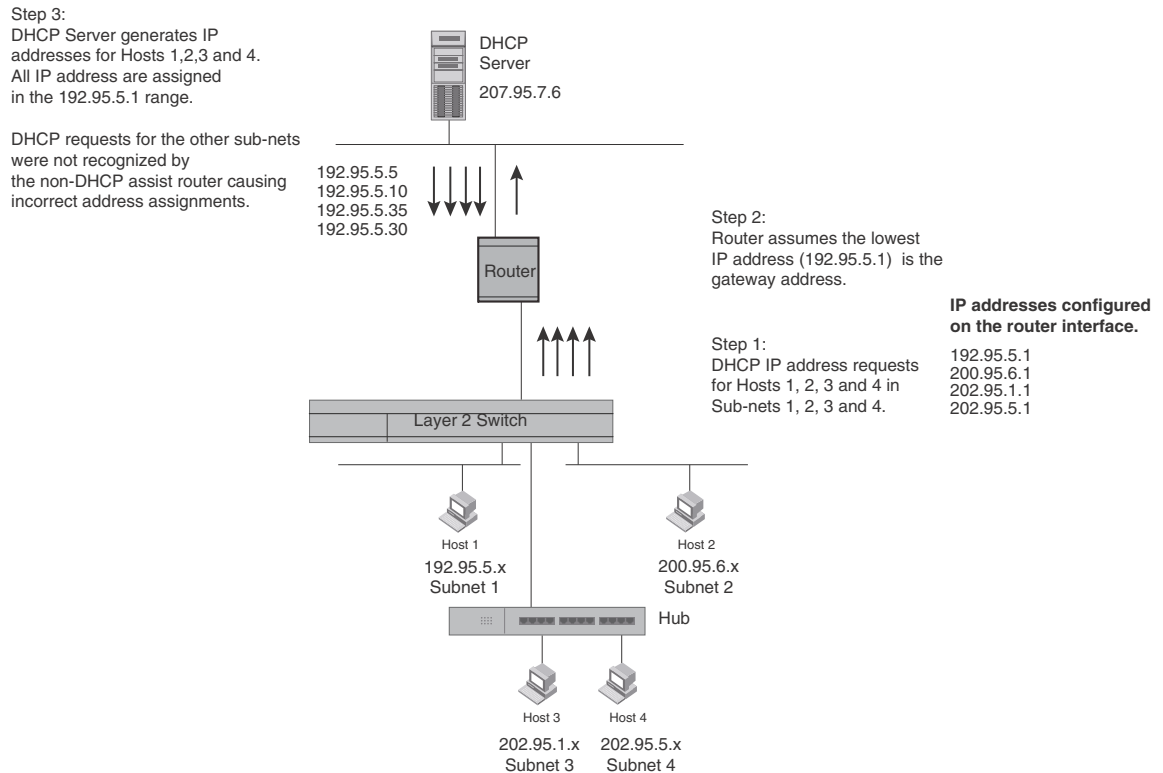 Step 3:
DHCP Server generates IP
addresses for Hosts 1,2,3 and 4.
All IP address are assigned
in the 192.95.5.1 range.
DHCP requests for the other sub-nets
were not recognized by
the non-DHCP assist router causing
incorrect address assignments.
DHCP
Server
207.95.7.6
192.95.5.5
192.95.5.10
192.95.5.35
192.95.5.30
Router
Step 2:
Router assumes the lowest
IP address (192.95.5.1) is the
gateway address.
Step 1:
DHCP IP address requests
for Hosts 1, 2, 3 and 4 in
Sub-nets 1, 2, 3 and 4.
IP addresses configured
on the router interface.
192.95.5.1
200.95.6.1
202.95.1.1
202.95.5.1
Layer 2 Switch
Host 1
192.95.5.x
Subnet 1
Host 2
200.95.6.x
Subnet 2
Hub
Host 3
202.95.1.x
Subnet 3
Host 4
202.95.5.x
Subnet 4